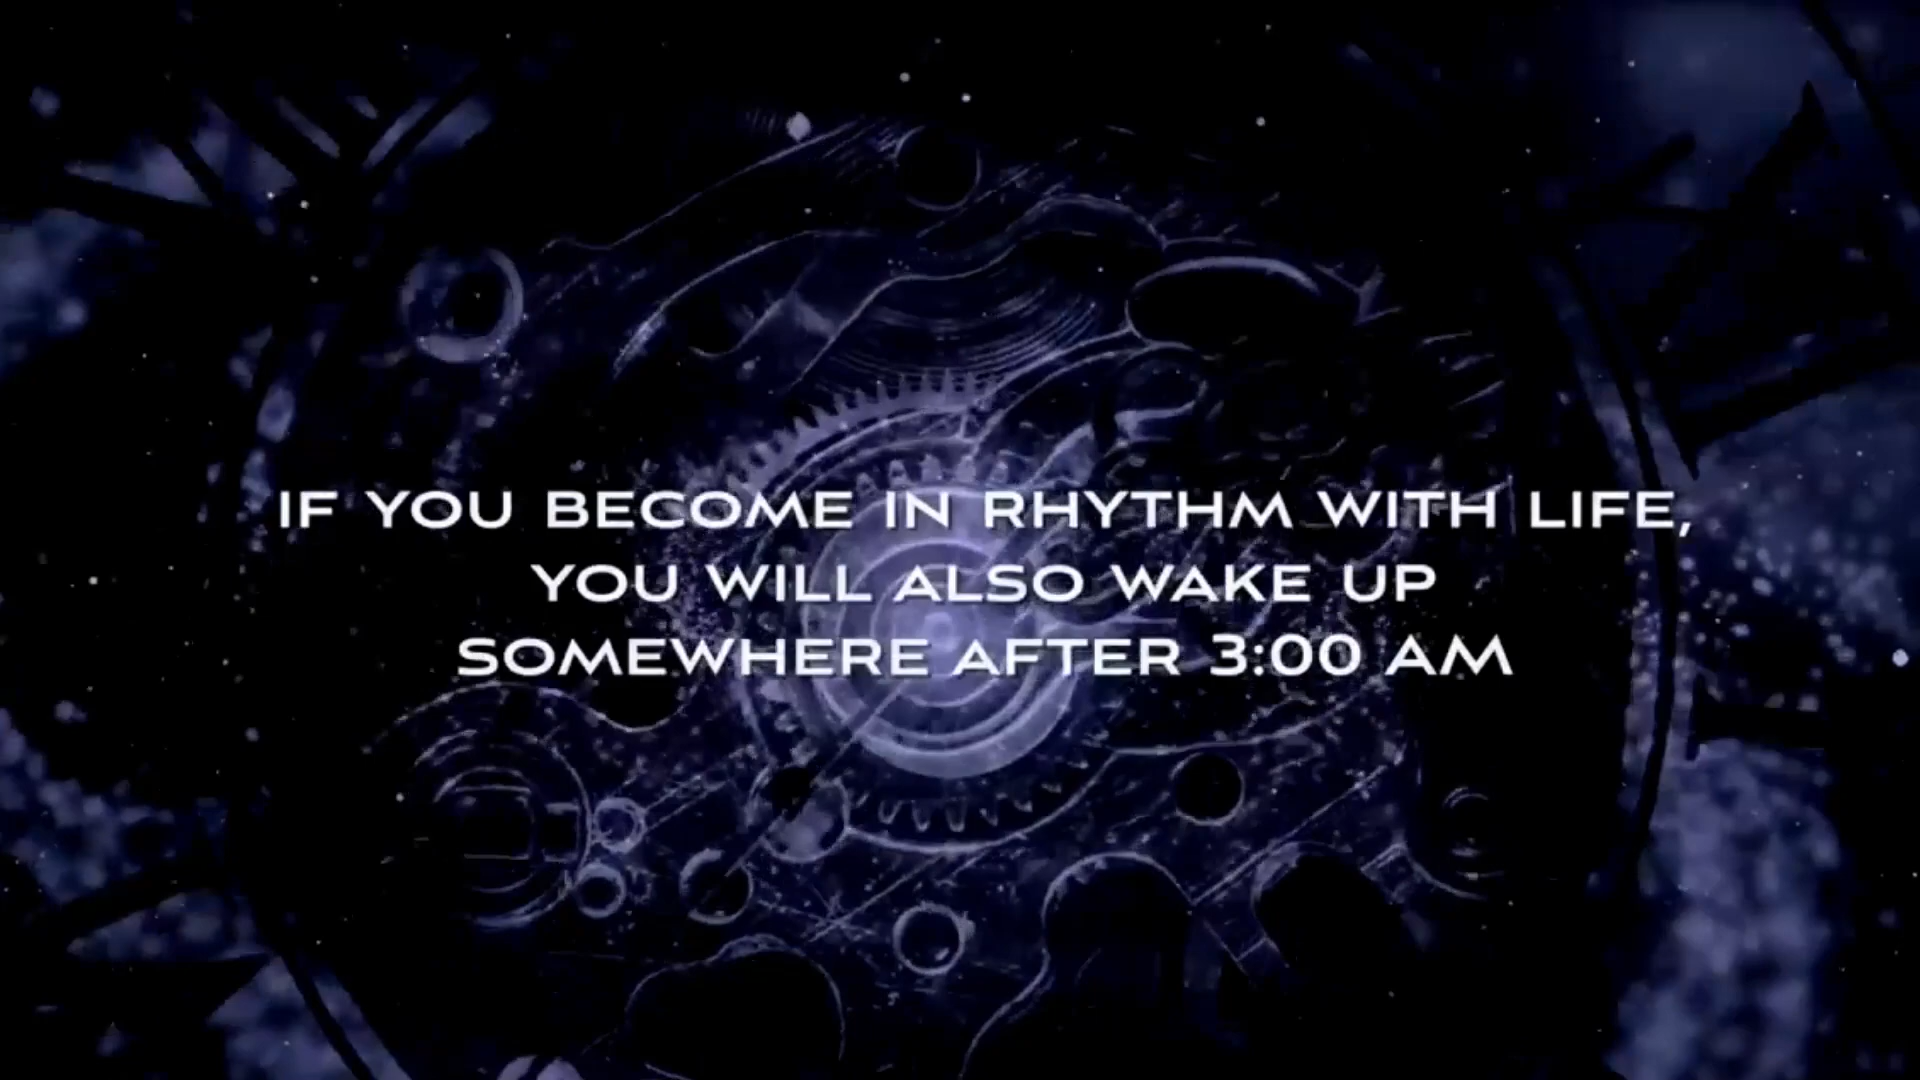 IF YOU BECOME IN RHYTHM WITH LIFE,
YOU WILL ALSO WAKE UP
SOMEWHERE AFTER 3:00 AM